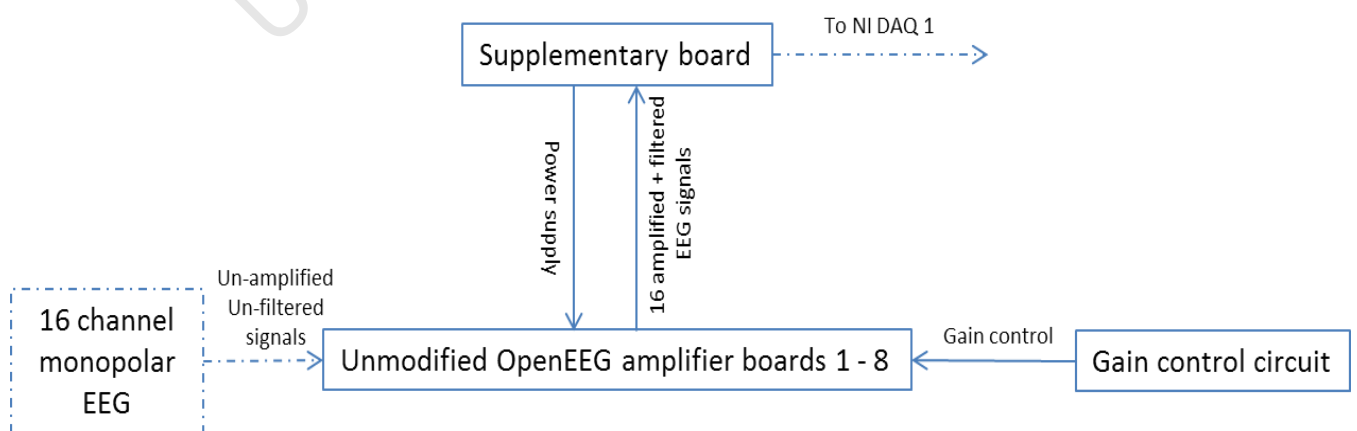 To NI DAQ 1
Supplementary board
Power supply
16 amplified + filtered
EEG signals
Un-amplified
Un-filtered
signals
16 channel
monopolar
EEG
Unmodified OpenEEG amplifier boards 1 - 8
Gain control
Gain control circuit